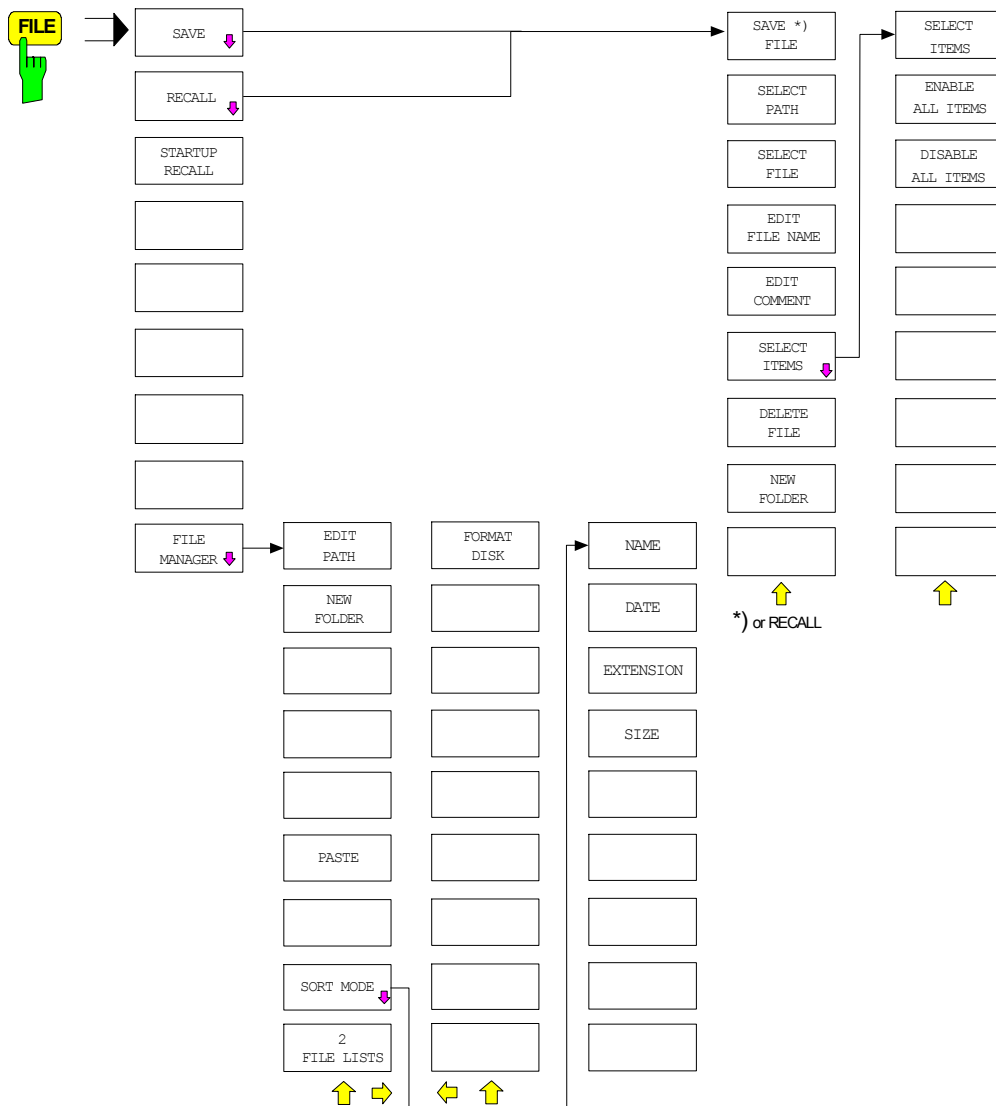 FILE
SAVE
RECALL
STARTUP
RECALL
FILE
MANAGER
EDIT
PATH
NEW
FOLDER
PASTE
SORT MODE
2
FILE LISTS
FORMAT
DISK
NAME
DATE
EXTENSION
SIZE
SAVE *)
FILE
SELECT
PATH
SELECT
FILE
EDIT
FILE NAME
EDIT
COMMENT
SELECT
ITEMS
DELETE
FILE
NEW
FOLDER
*) or RECALL
SELECT
ITEMS
ENABLE
ALL ITEMS
DISABLE
ALL ITEMS